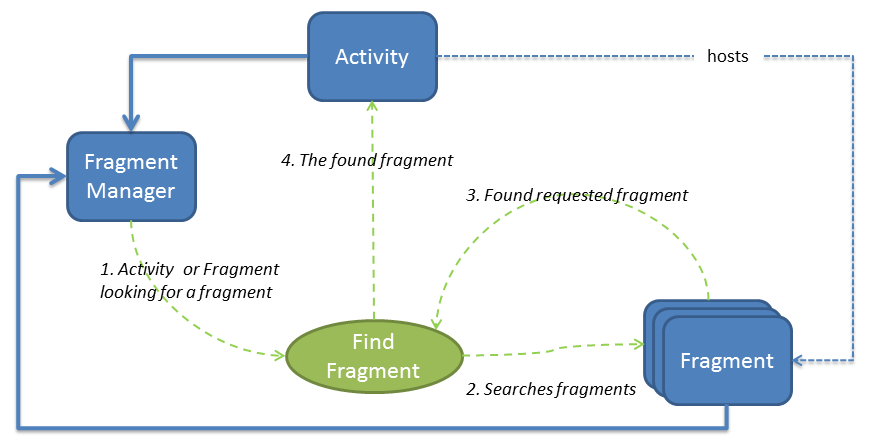 Activity
hosts
Fragment
Manager
4. The found fragment
3. Found requested fragment
1. Activity  or Fragment
looking for a fragment
Find
Fragment
Fragment
2. Searches fragments